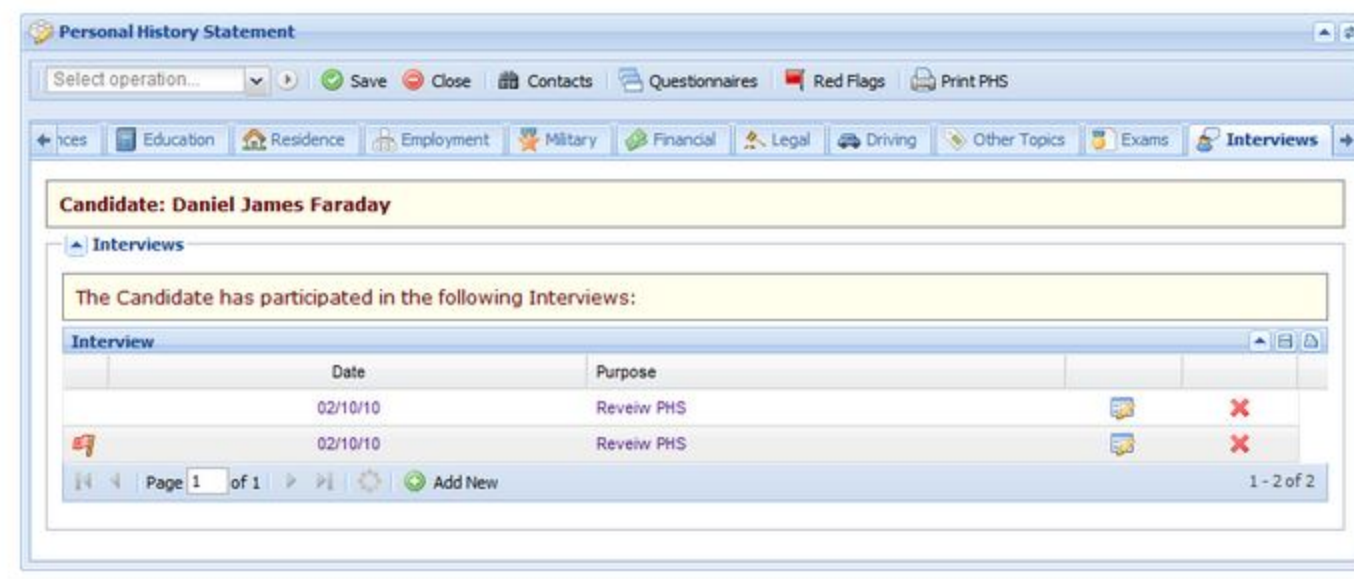 Personal History Statement
Select operation... Save Close Contacts Questionnaires Red Flags Print PHS
nces Education Residence Employment Military Financial Legal Driving Other Topics Exams Interviews
Candidate: Daniel James Faraday
Interviews
The Candidate has participated in the following Interviews:
Interview
Date Purpose
02/10/10 Reveiw PHS
02/10/10 Reveiw PHS
Page 1 of 1 Add New 1 - 2 of 2